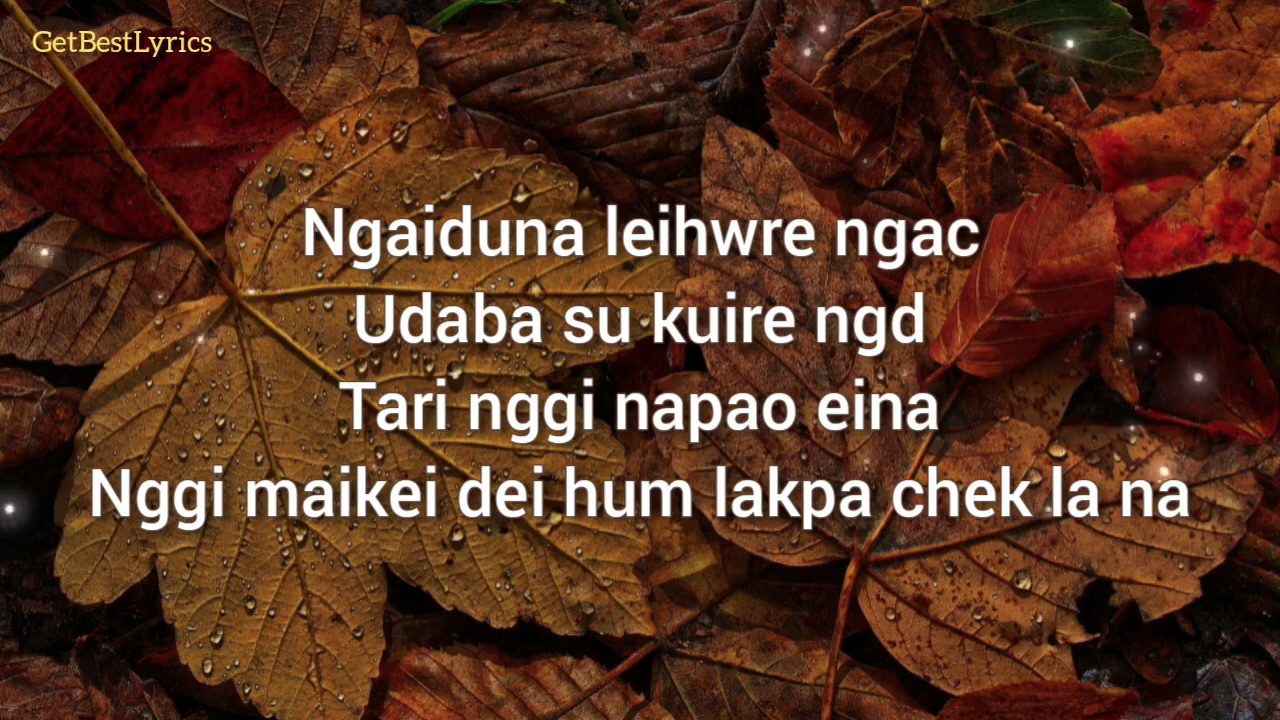 GetBestLyrics
Ngaiduna leihwre ngac
Udaba su kuire ngd
Tari nggi napao eina
Nggi maikei dei hum lakpa chek la na